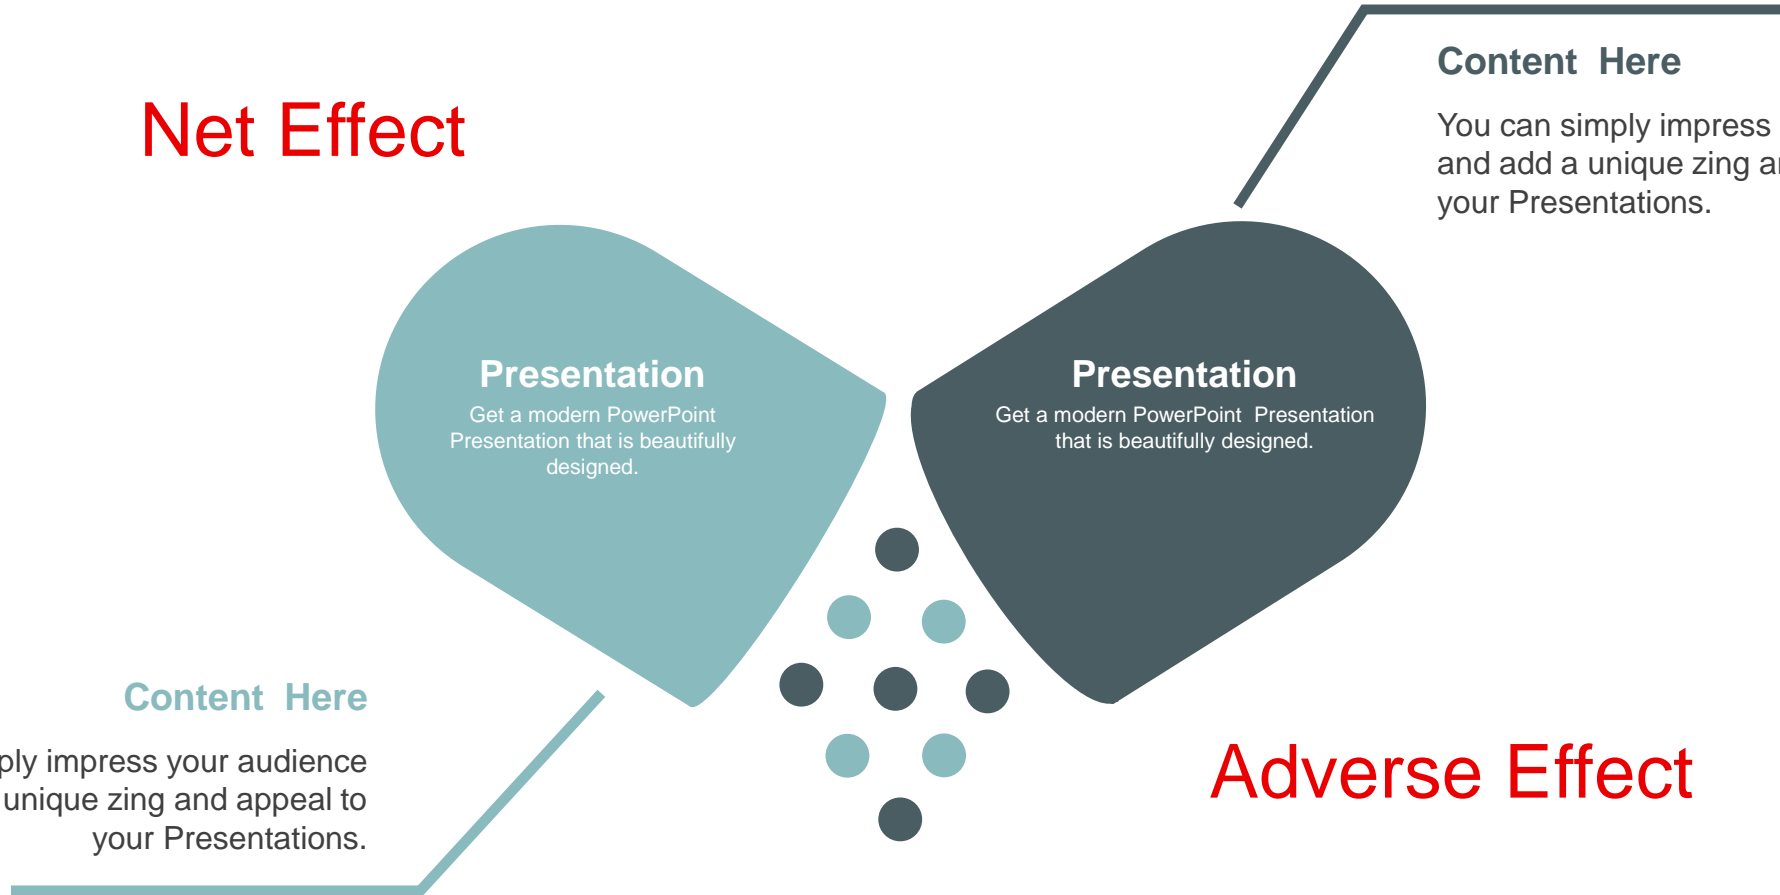 Net Effect
Content Here
You can simply impress
and add a unique zing
your Presentations.
Presentation
Get a modern PowerPoint
Presentation that is beautifully
designed.
Presentation
Get a modern PowerPoint Presentation
that is beautifully designed.
Content Here
impress your audience
unique zing and appeal to
your Presentations.
Adverse Effect